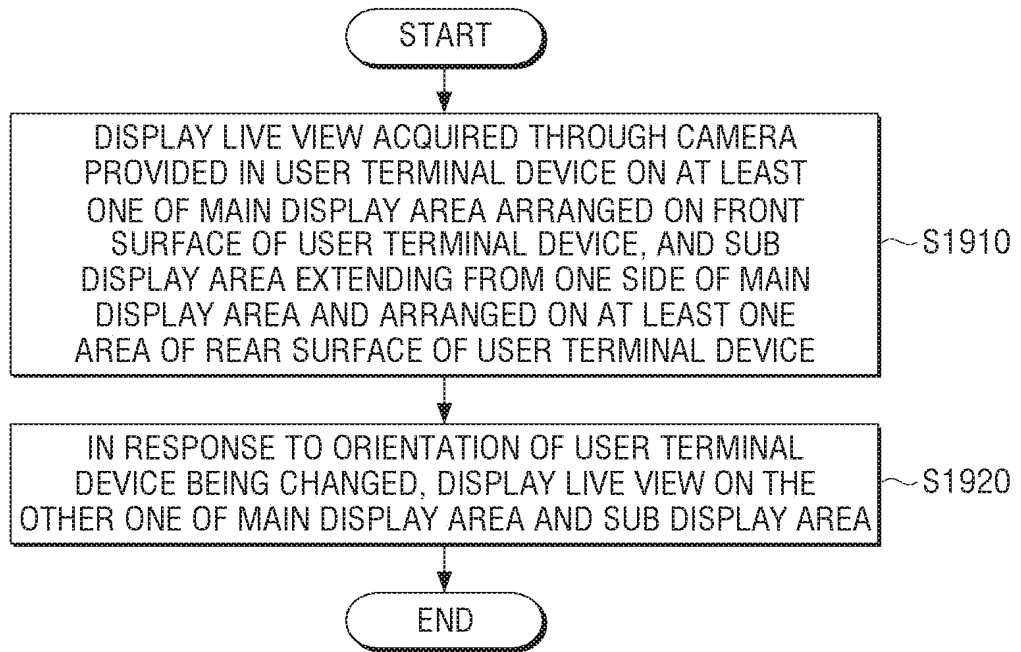 START
DISPLAY LIVE VIEW ACQUIRED THROUGH CAMERA
PROVIDED IN USER TERMINAL DEVICE ON AT LEAST
ONE OF MAIN DISPLAY AREA ARRANGED ON FRONT
SURFACE OF USER TERMINAL DEVICE, AND SUB
DISPLAY AREA EXTENDING FROM ONE SIDE OF MAIN
DISPLAY AREA AND ARRANGED ON AT LEAST ONE
AREA OF REAR SURFACE OF USER TERMINAL DEVICE
S1910
IN RESPONSE TO ORIENTATION OF USER TERMINAL
DEVICE BEING CHANGED, DISPLAY LIVE VIEW ON THE
OTHER ONE OF MAIN DISPLAY AREA AND SUB DISPLAY AREA
S1920
END